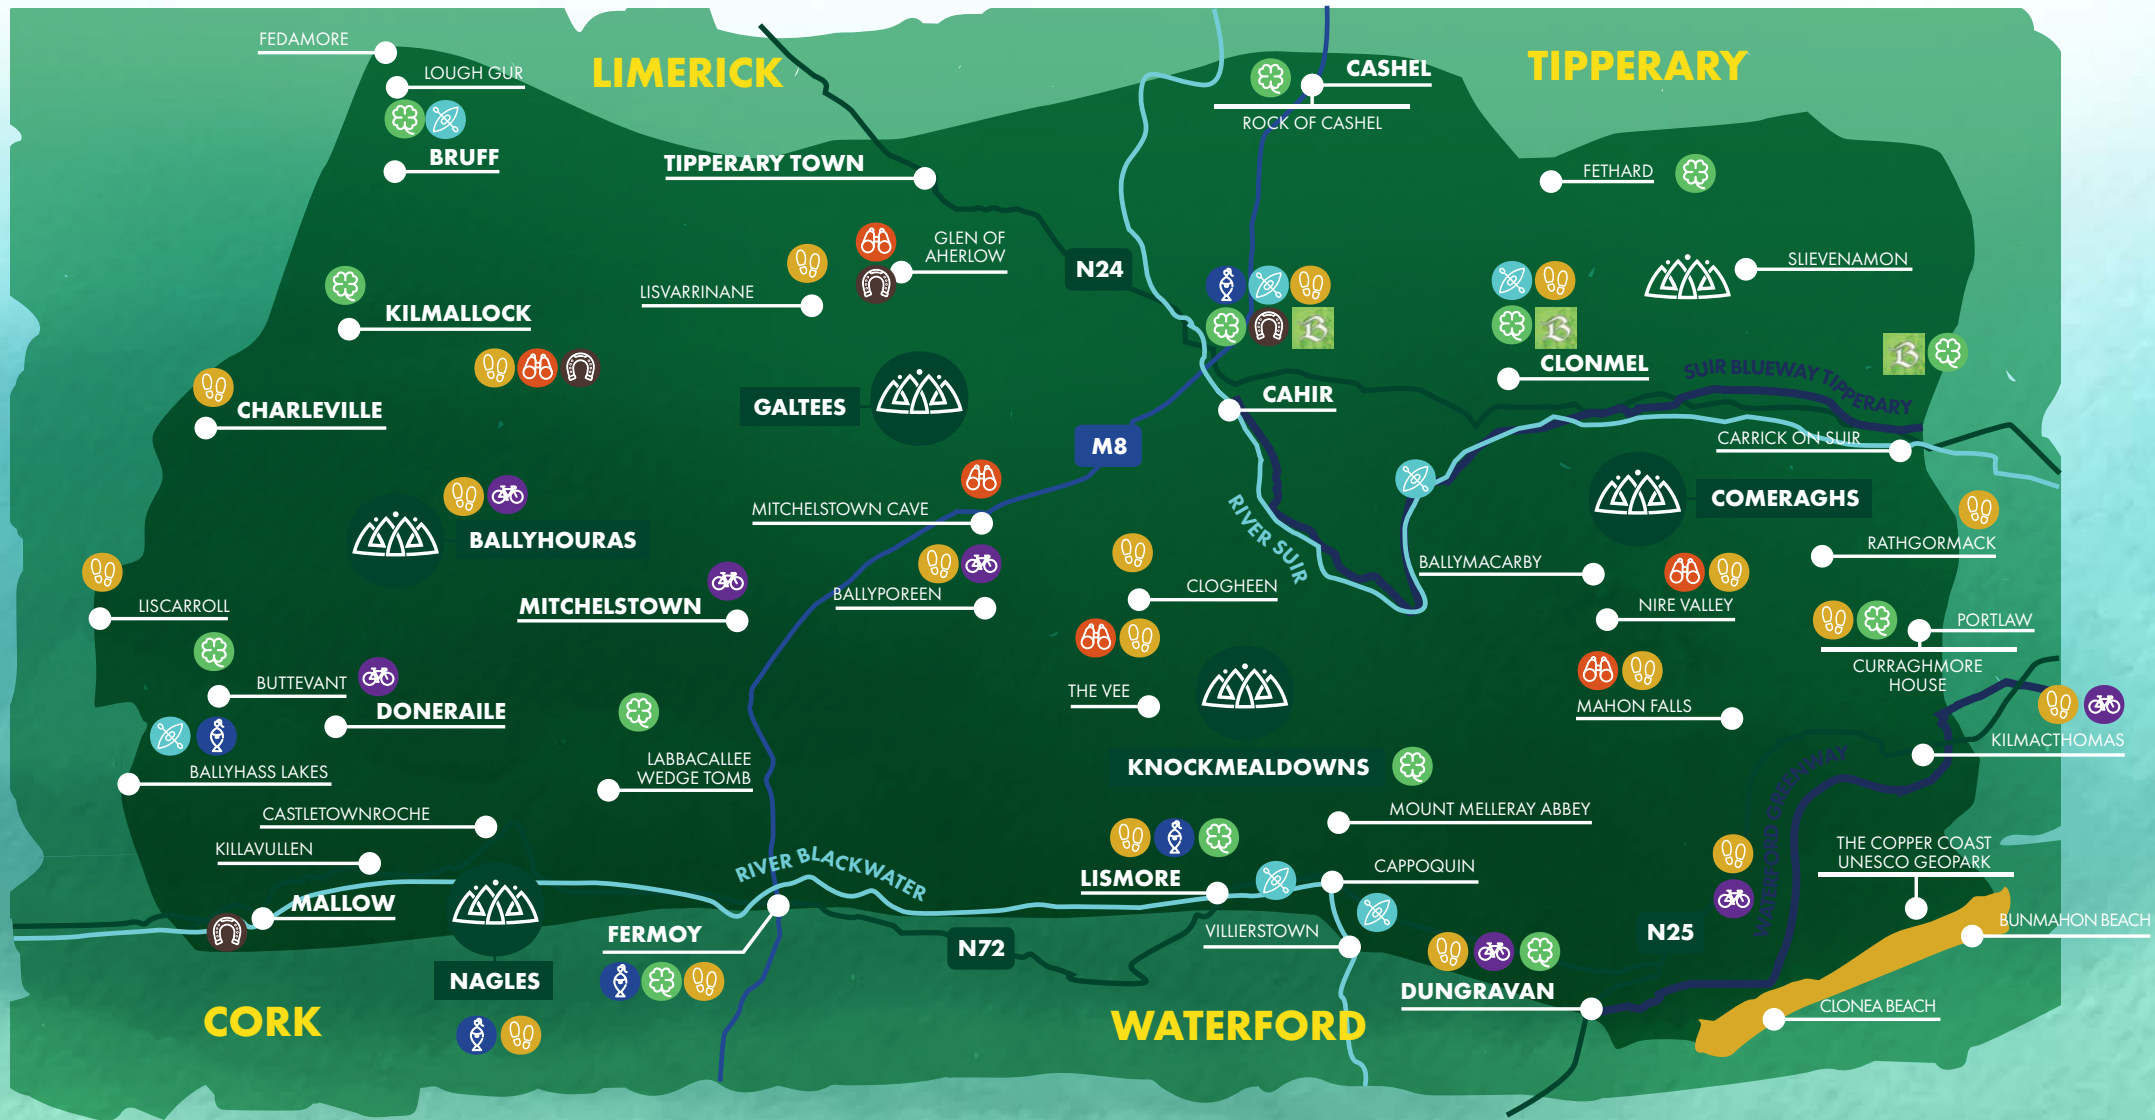 FEDAMORE
LIMERICK
TIPPERARY
LOUGH GUR
CASHEL
ROCK OF CASHEL
BRUFF
TIPPERARY TOWN
FETHARD
GLEN OF
AHERLOW
N24
SLIEVENAMON
LISVARRINANE
KILMALLOCK
B
B
CLONMEL
B
SUIR BLUEWAY TIPPERARY
CHARLEVILLE
GALTEES
CAHIR
M8
CARRICK ON SUIR
COMERAGHS
MITCHELSTOWN CAVE
RIVER SUIR
BALLYHOURAS
RATHGORMACK
BALLYMACARBY
CLOGHEEN
BALLYPOREEN
LISCARROLL
MITCHELSTOWN
NIRE VALLEY
PORTLAW
CURRAGHMORE
HOUSE
BUTTEVANT
THE VEE
DONERAILE
MAHON FALLS
KILMACTHOMAS
LABBACALLEE
WEDGE TOMB
BALLYHASS LAKES
KNOCKMEALDOWNS
WATERFORD GREENWAY
CASTLETOWNROCHE
MOUNT MELLERAY ABBEY
KILLAVULLEN
THE COPPER COAST
UNESCO GEOPARK
RIVER BLACKWATER
CAPPOQUIN
LISMORE
MALLOW
BUNMAHON BEACH
FERMOY
VILLIERSTOWN
N25
N72
NAGLES
DUNGRAVAN
CLONEA BEACH
CORK
WATERFORD